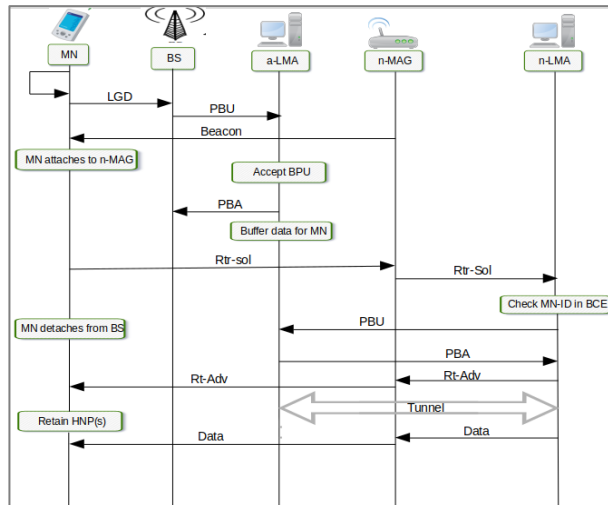 MN
BS
a-LMA
n-MAG
n-LMA
LGD
PBU
Beacon
MN attaches to n-MAG
Accept BPU
PBA
Buffer data for MN
Rtr-sol
Rtr-Sol
Check MN-ID in BCE
PBU
MN detaches from BS
PBA
Rt-Adv
Rt-Adv
Tunnel
Retain HNP(s)
Data
Data